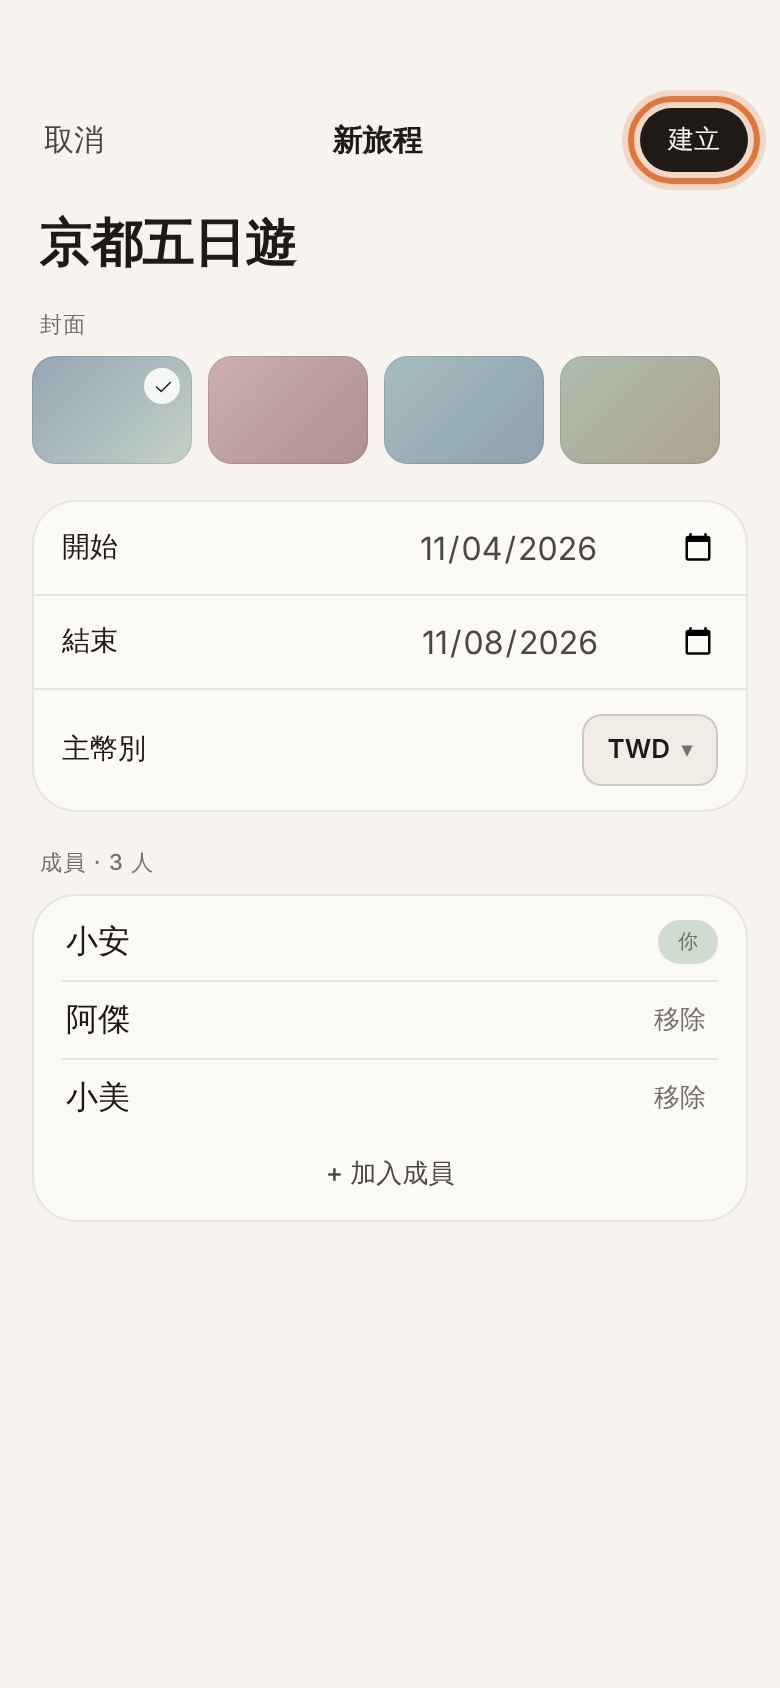 取消 新旅程 建立
京都五日遊
封面
開始 11/04/2026
結束 11/08/2026
主幣別 TWD ▾
成員 · 3 人
小安 你
阿傑 移除
小美 移除
+ 加入成員